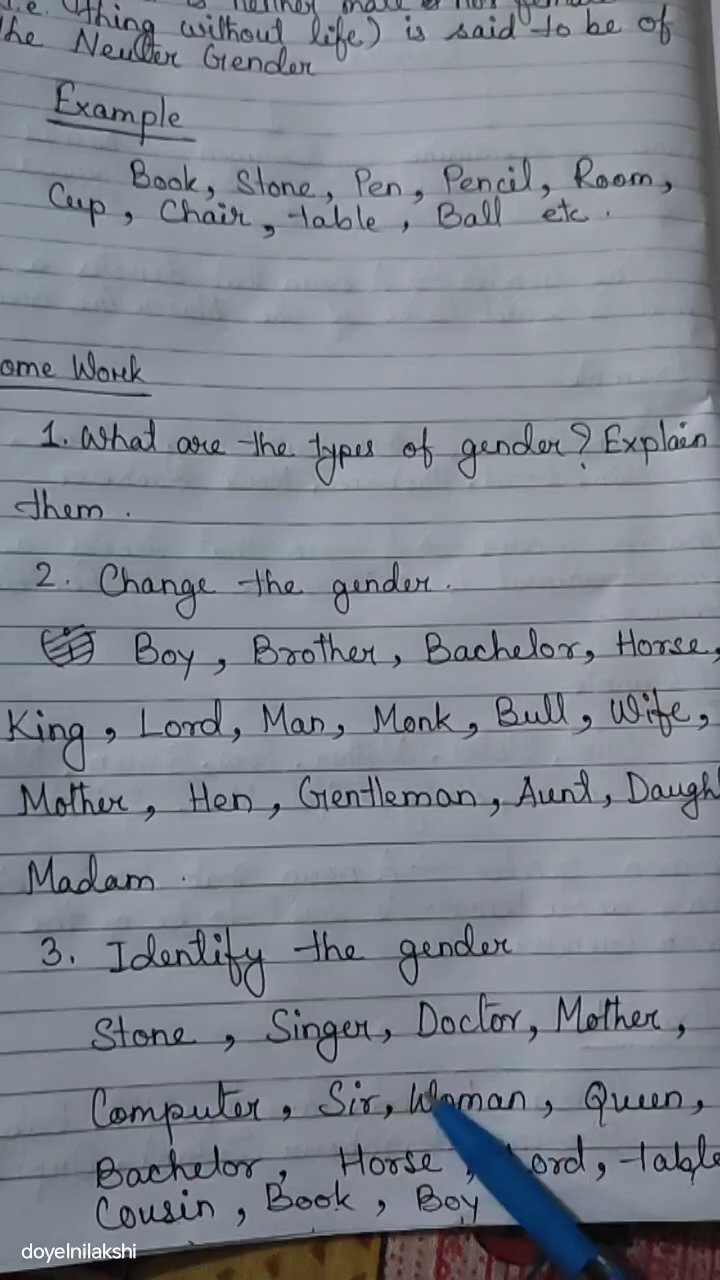 (thing without life) is said to be of
the Neuter Gender
Example
Book, Stone, Pen, Pencil, Room,
Cup, Chair, table, Ball etc.
ome Work
1. What are the types of gender? Explain
them.
2. Change the gender.
Boy, Brother, Bachelor, Horse,
King, Lord, Man, Monk, Bull, Wife,
Mother, Hen, Gentleman, Aunt, Daugh
Madam.
3. Identify the gender
Stone, Singer, Doctor, Mother,
Computer, Sir, Woman, Queen,
Bachelor, Horse, ord, table
Cousin, Book, Boy
doyelnilakshi